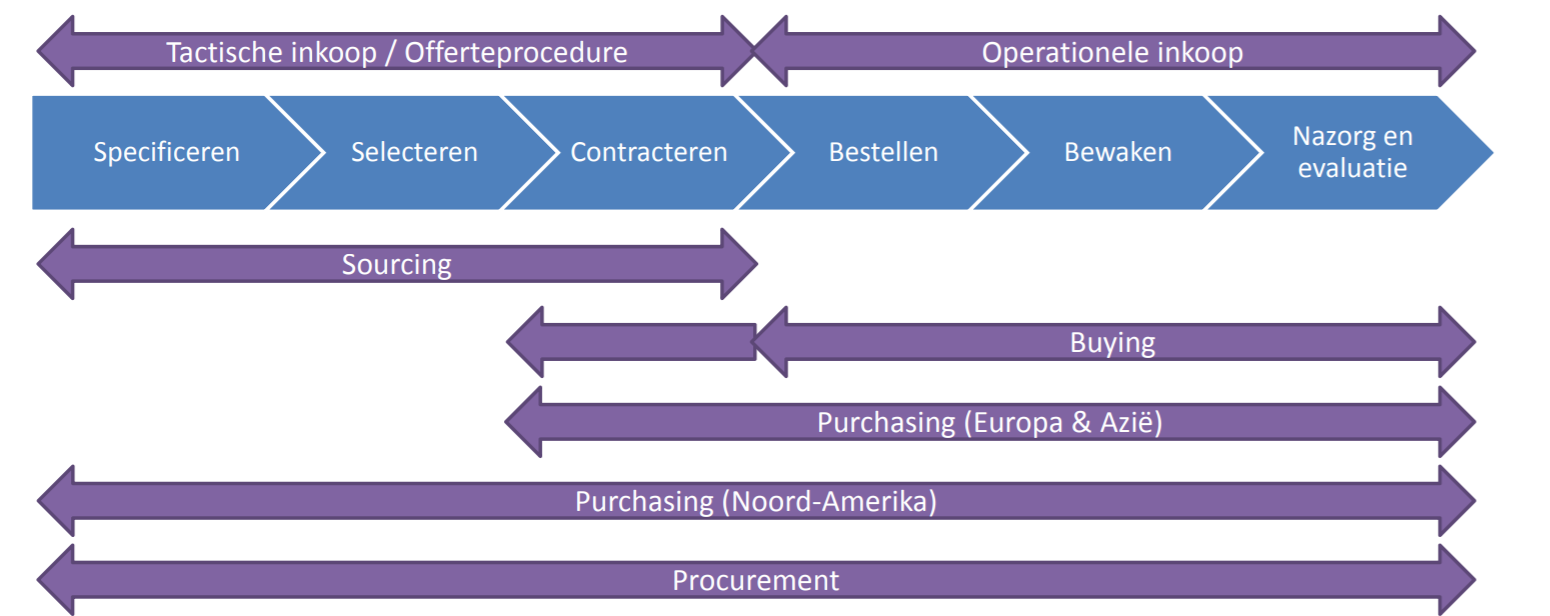 Tactische inkoop / Offerteprocedure
Operationele inkoop
Specificeren
Selecteren
Contracteren
Bestellen
Bewaken
Nazorg en
evaluatie
Sourcing
Buying
Purchasing (Europa & Azië)
Purchasing (Noord-Amerika)
Procurement